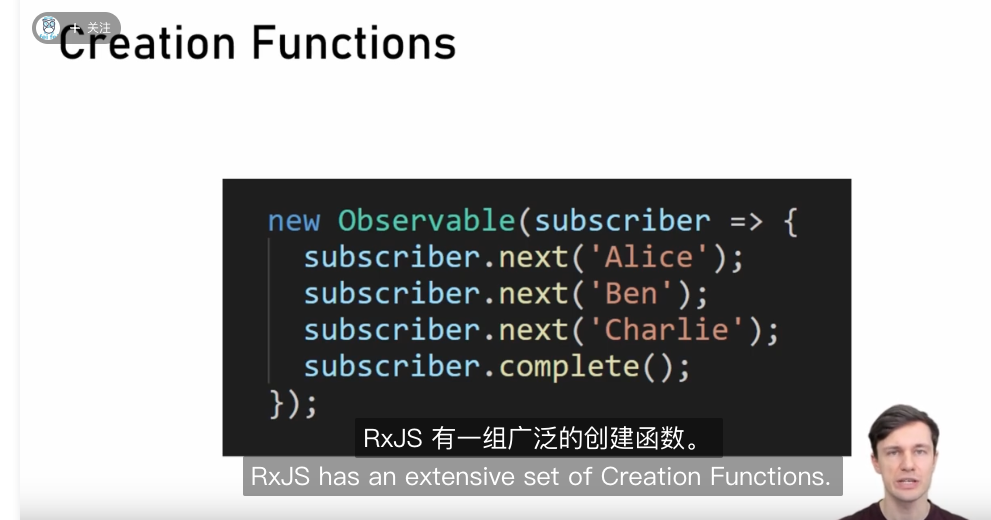 + 关注
Creation Functions
new Observable(subscriber => {
subscriber.next('Alice');
subscriber.next('Ben');
subscriber.next('Charlie');
subscriber.complete();
});
RxJS 有一组广泛的创建函数。
RxJS has an extensive set of Creation Functions.